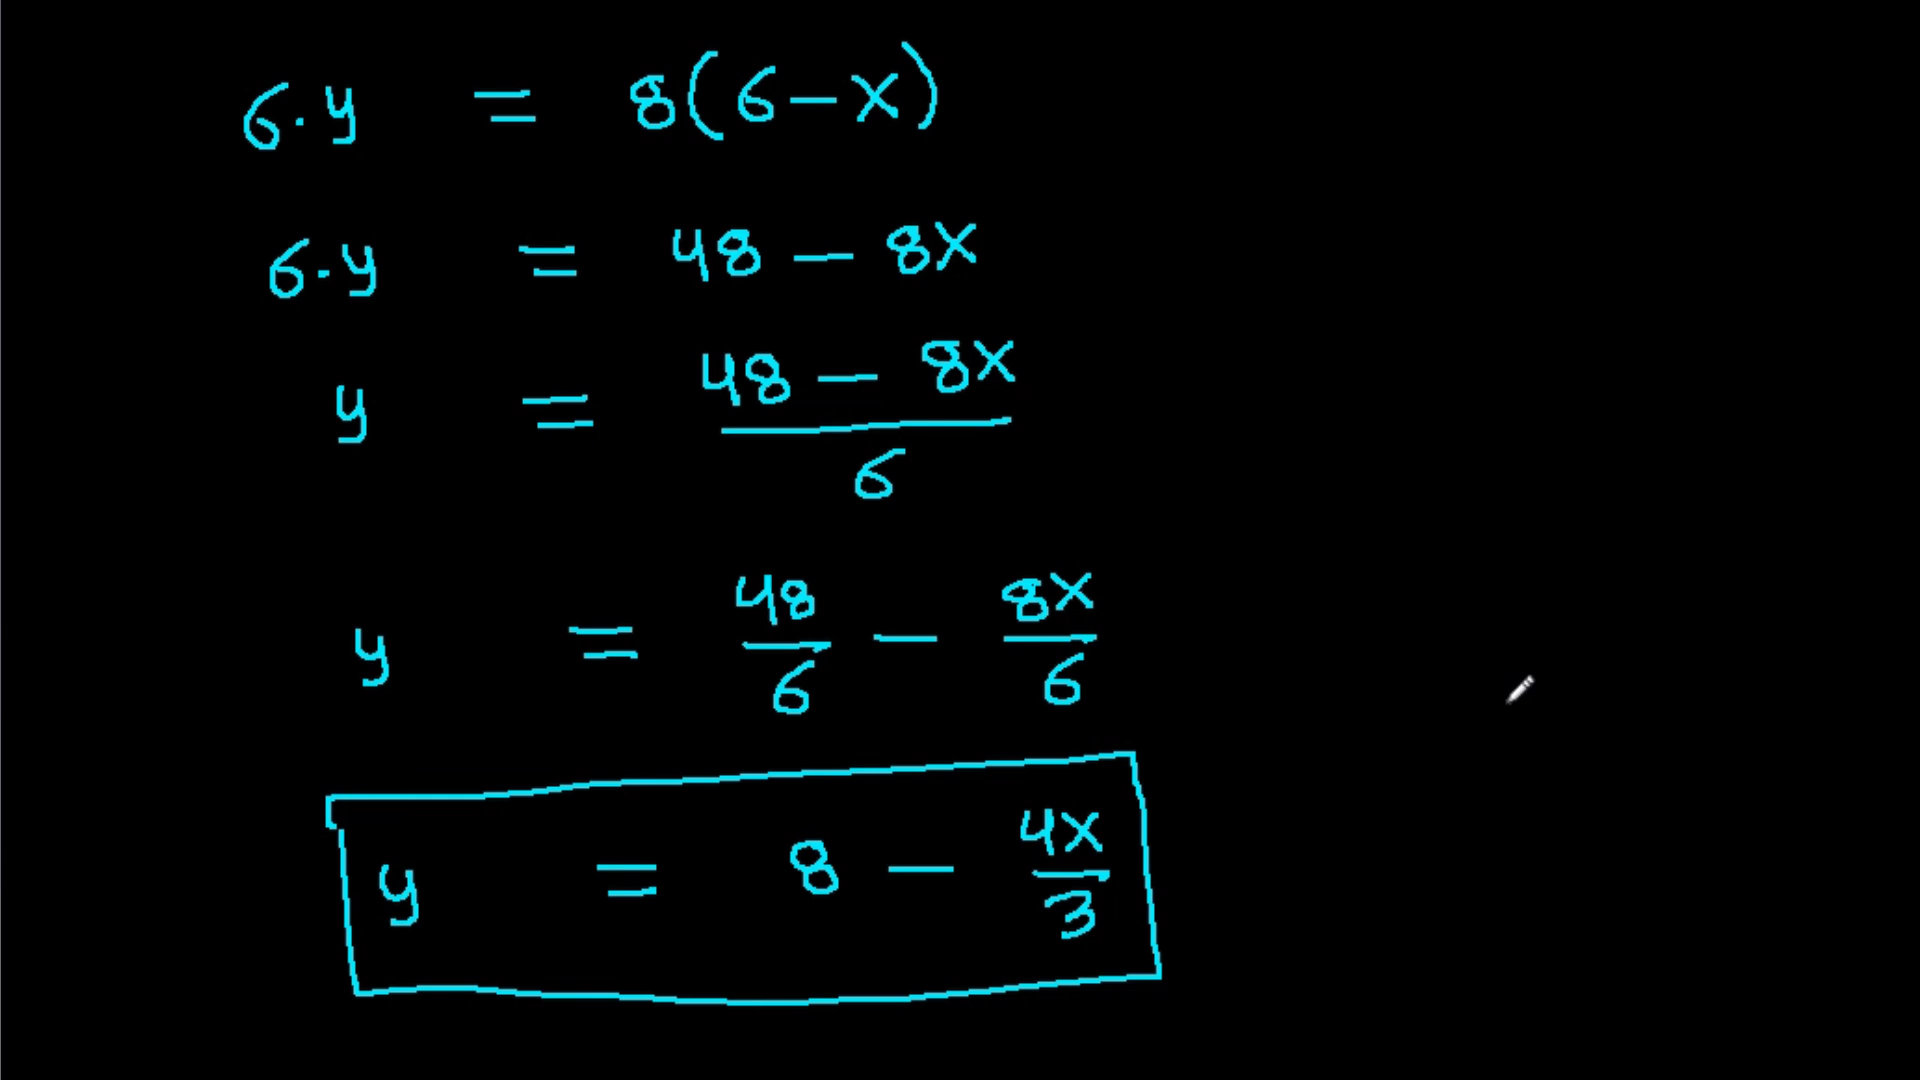 6·y = 8(6-x)
6·y = 48 - 8x
y = (48 - 8x)/6
y = 48/6 - 8x/6
y = 8 - 4x/3